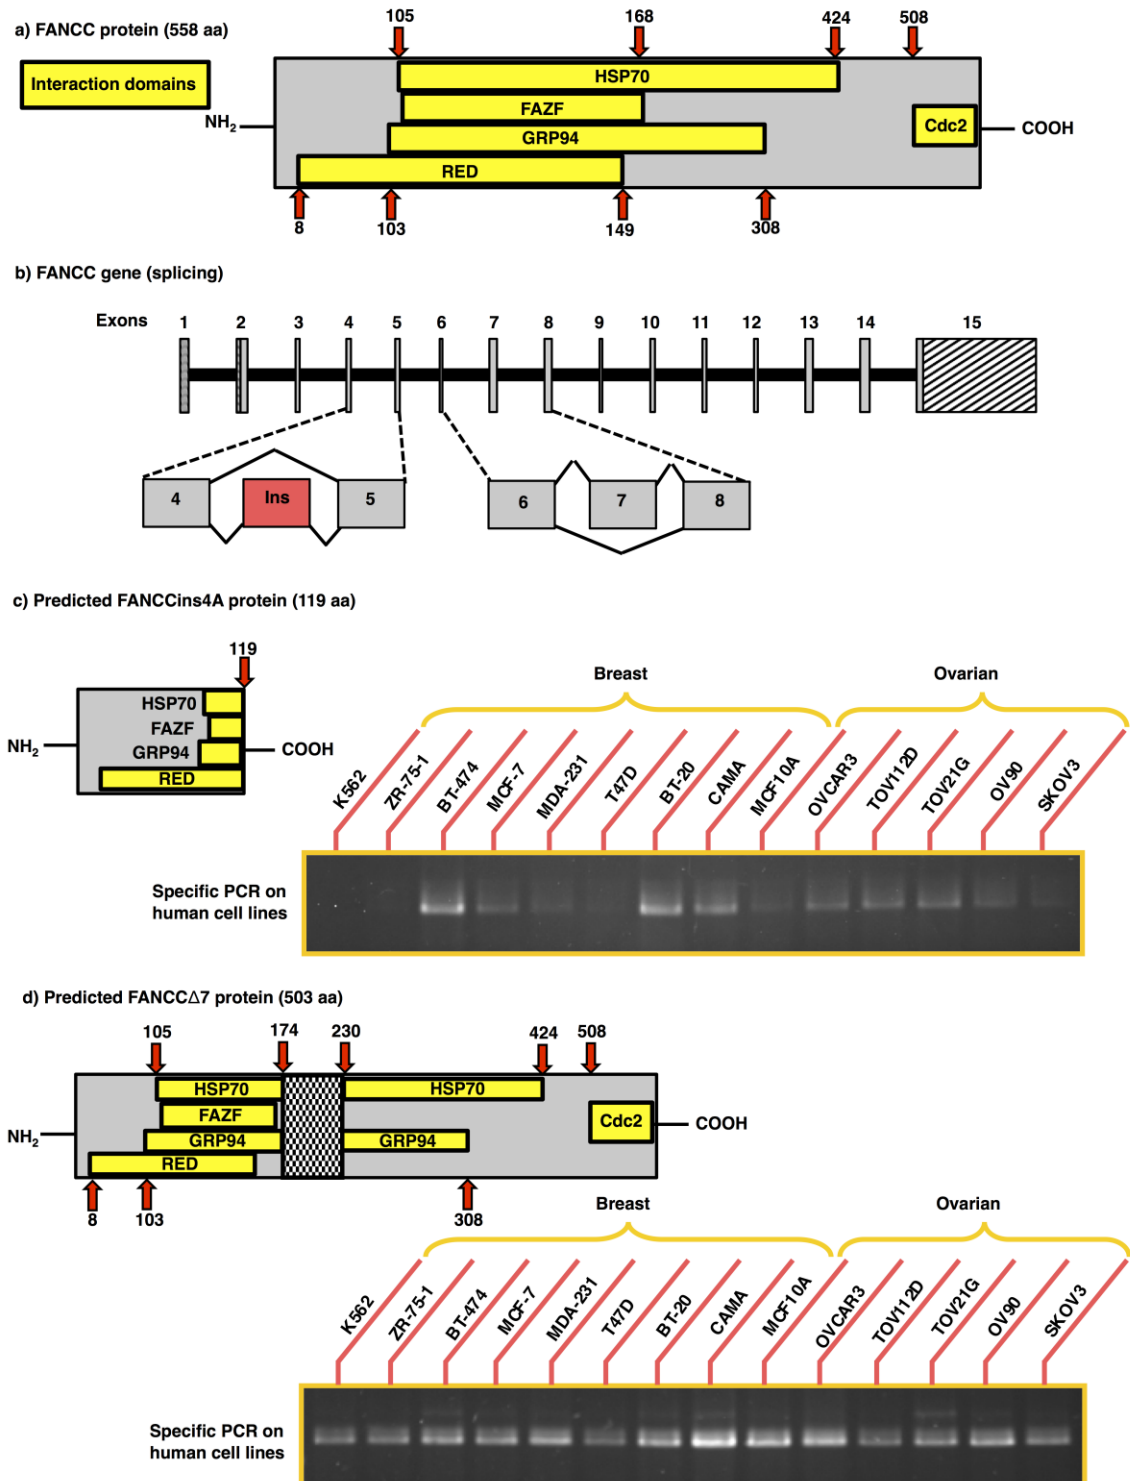 a) FANCC protein (558 aa)
105 168 424 508
Interaction domains
HSP70
FAZF
GRP94
RED
Cdc2
NH2
COOH
8 103 149 308
b) FANCC gene (splicing)
Exons 1 2 3 4 5 6 7 8 9 10 11 12 13 14 15
4 Ins 5 6 7 8
c) Predicted FANCCins4A protein (119 aa)
119
HSP70
FAZF
GRP94
RED
NH2
COOH
Breast Ovarian
K562 ZR-75-1 BT-474 MCF-7 MDA-231 T47D BT-20 CAMA MCF10A OVCAR3 TOV112D TOV21G OV90 SKOV3
Specific PCR on
human cell lines
d) Predicted FANCCΔ7 protein (503 aa)
105 174 230 424 508
HSP70 HSP70
FAZF
GRP94 GRP94
RED
Cdc2
NH2
COOH
8 103 308
Breast Ovarian
K562 ZR-75-1 BT-474 MCF-7 MDA-231 T47D BT-20 CAMA MCF10A OVCAR3 TOV112D TOV21G OV90 SKOV3
Specific PCR on
human cell lines